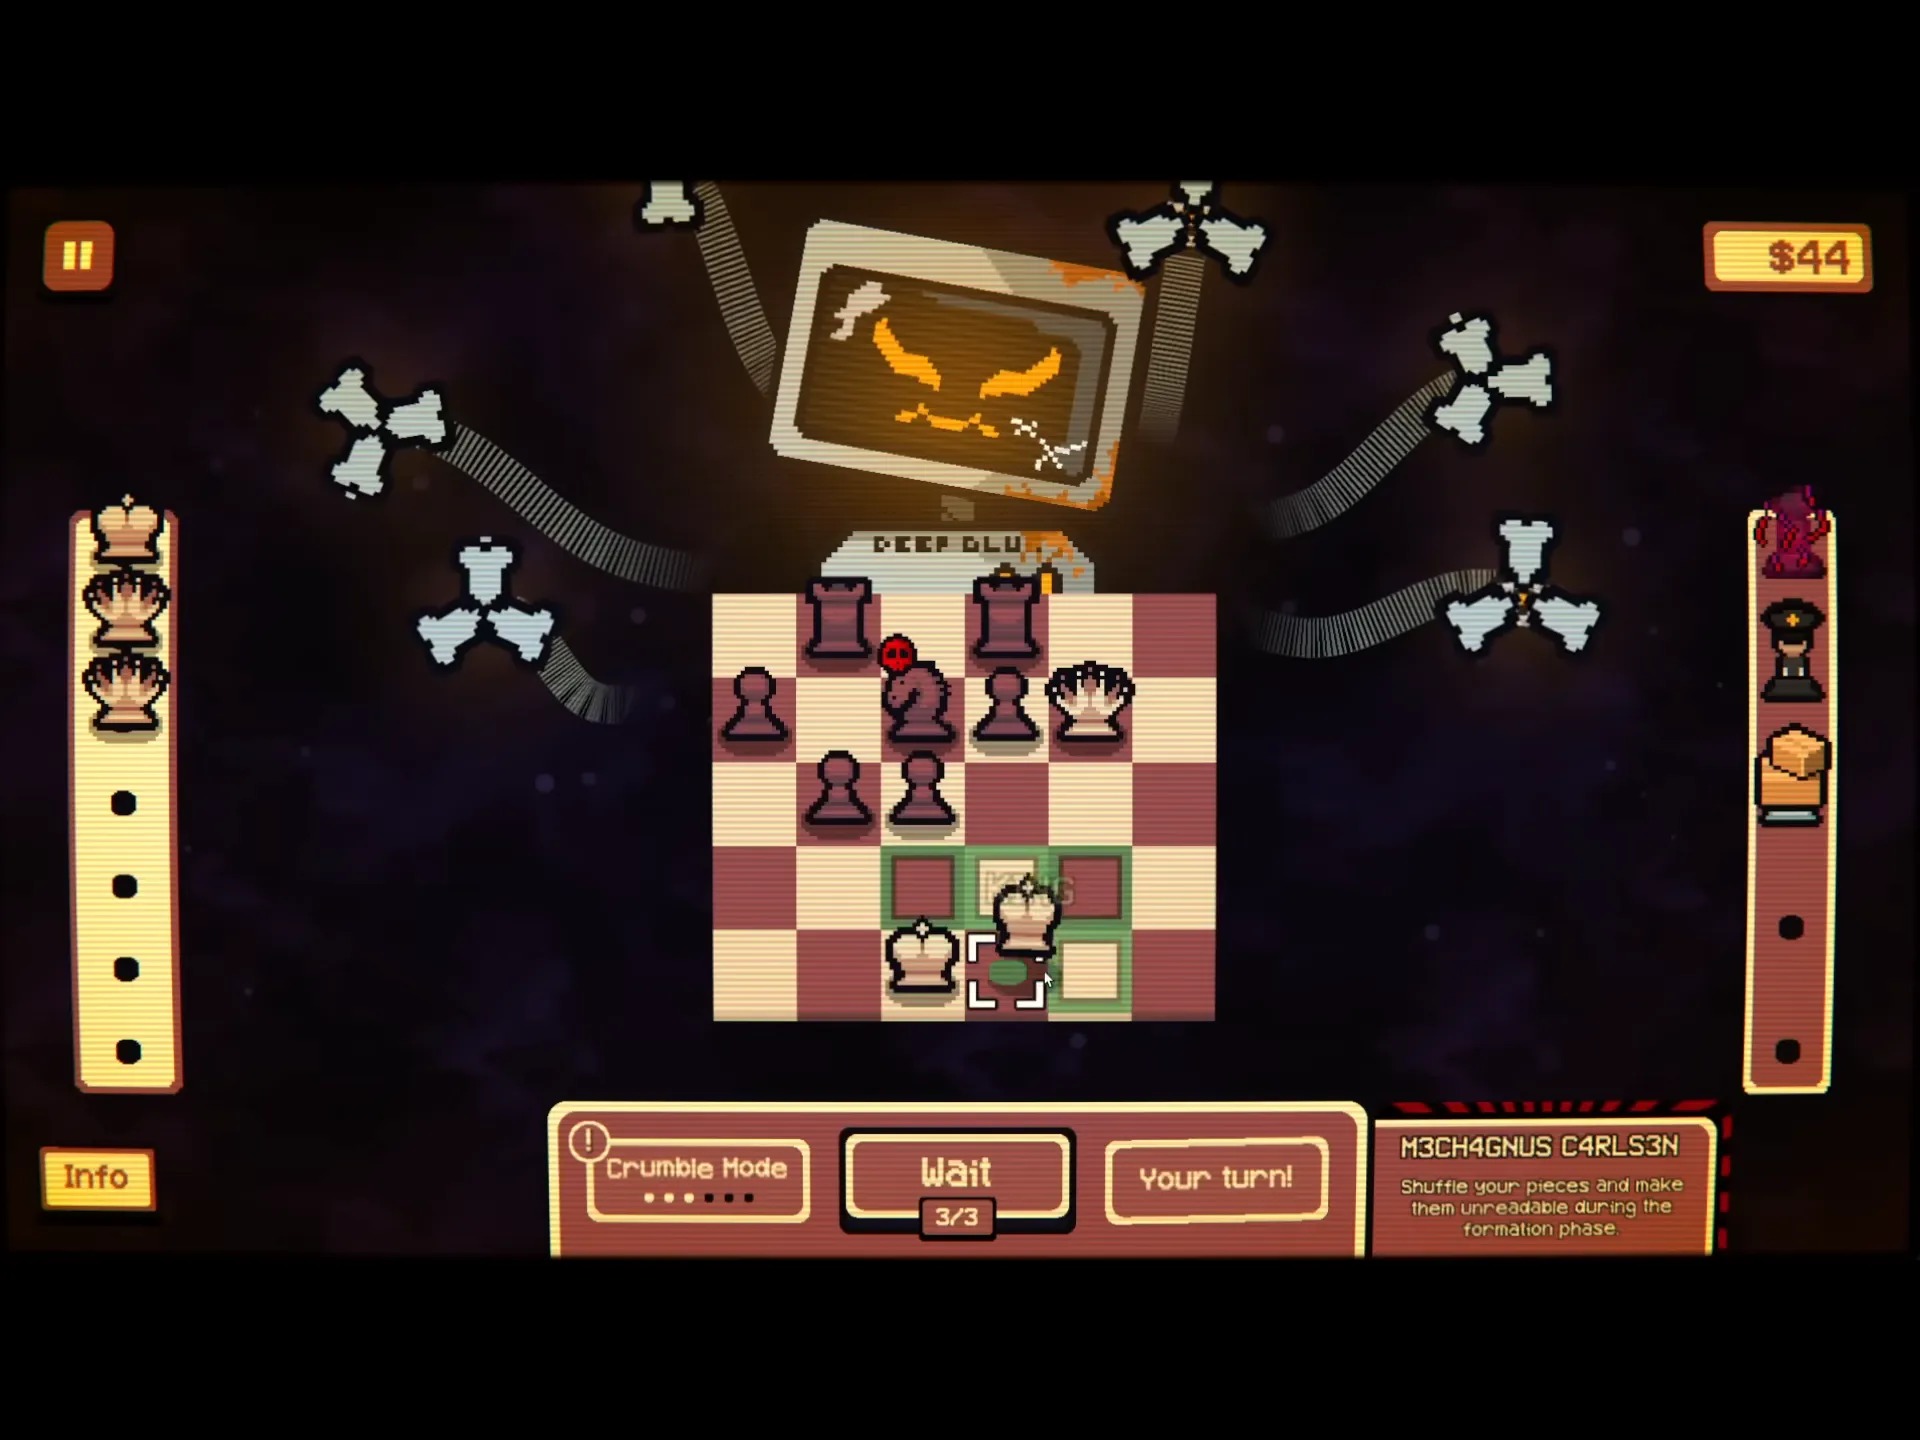 $44
DEEP BLU
KING
Info
!
Crumble Mode
Wait
3/3
Your turn!
M3CH4GNUS C4RLS3N
Shuffle your pieces and make
them unreadable during the
formation phase.